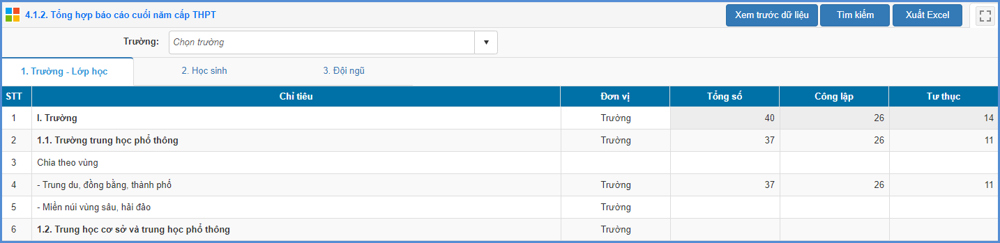 4.1.2. Tổng hợp báo cáo cuối năm cấp THPT Xem trước dữ liệu Tìm kiếm Xuất Excel
Trường: Chọn trường
1. Trường - Lớp học 2. Học sinh 3. Đội ngũ
STT Chỉ tiêu Đơn vị Tổng số Công lập Tư thục
1 I. Trường Trường 40 26 14
2 1.1. Trường trung học phổ thông Trường 37 26 11
3 Chia theo vùng
4 - Trung du, đồng bằng, thành phố Trường 37 26 11
5 - Miền núi vùng sâu, hải đảo Trường
6 1.2. Trung học cơ sở và trung học phổ thông Trường